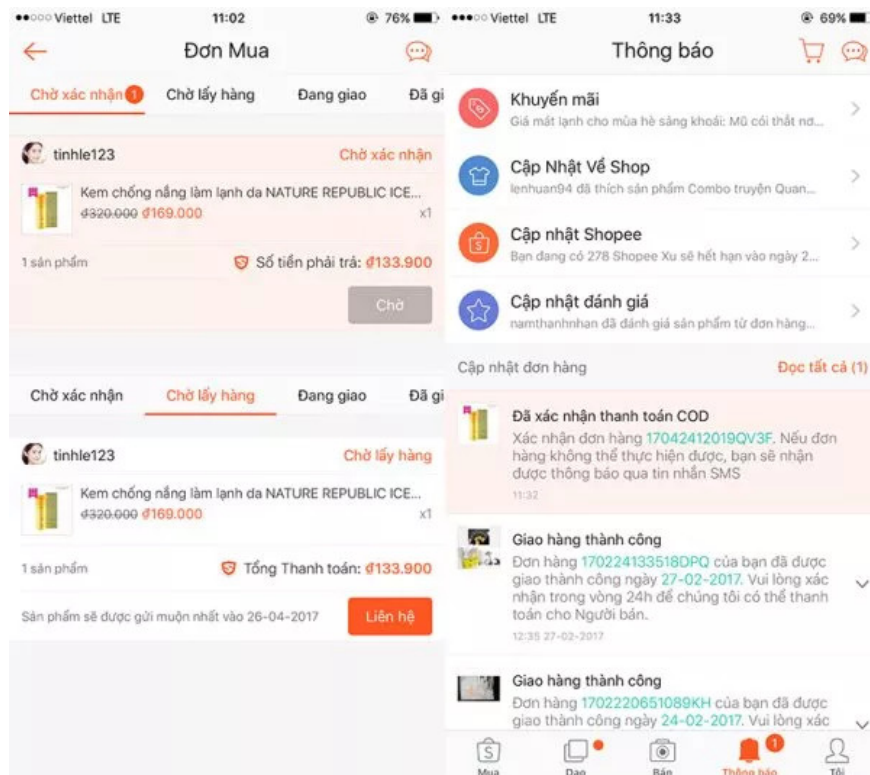 Viettel LTE
11:02
76%
Đơn Mua
Chờ xác nhận 1
Chờ lấy hàng
Đang giao
Đã gi
tinhle123
Chờ xác nhận
Kem chống nắng làm lạnh da NATURE REPUBLIC ICE...
₫320.000 ₫169.000
x1
1 sản phẩm
Số tiền phải trả: ₫133.900
Chờ
Chờ xác nhận
Chờ lấy hàng
Đang giao
Đã gi
tinhle123
Chờ lấy hàng
Kem chống nắng làm lạnh da NATURE REPUBLIC ICE...
₫320.000 ₫169.000
x1
1 sản phẩm
Tổng Thanh toán: ₫133.900
Sản phẩm sẽ được gửi muộn nhất vào 26-04-2017
Liên hệ
Viettel LTE
11:33
69%
Thông báo
Khuyến mãi
Giá mát lạnh cho mùa hè sảng khoái: Mũ cói thắt nơ...
Cập Nhật Về Shop
lenhuan94 đã thích sản phẩm Combo truyện Quan...
Cập nhật Shopee
Bạn đang có 278 Shopee Xu sẽ hết hạn vào ngày 2...
Cập nhật đánh giá
namthanhnhan đã đánh giá sản phẩm từ đơn hàng...
Cập nhật đơn hàng
Đọc tất cả (1)
Đã xác nhận thanh toán COD
Xác nhận đơn hàng 17042412019QV3F. Nếu đơn
hàng không thể thực hiện được, bạn sẽ nhận
được thông báo qua tin nhắn SMS
11:32
Giao hàng thành công
Đơn hàng 170224133518DPQ của bạn đã được
giao thành công ngày 27-02-2017. Vui lòng xác
nhận trong vòng 24h để chúng tôi có thể thanh
toán cho Người bán.
12:35 27-02-2017
Giao hàng thành công
Đơn hàng 1702220651089KH của bạn đã được
giao thành công ngày 24-02-2017. Vui lòng xác
1
Mua
Dạo
Bán
Thông báo
Tôi